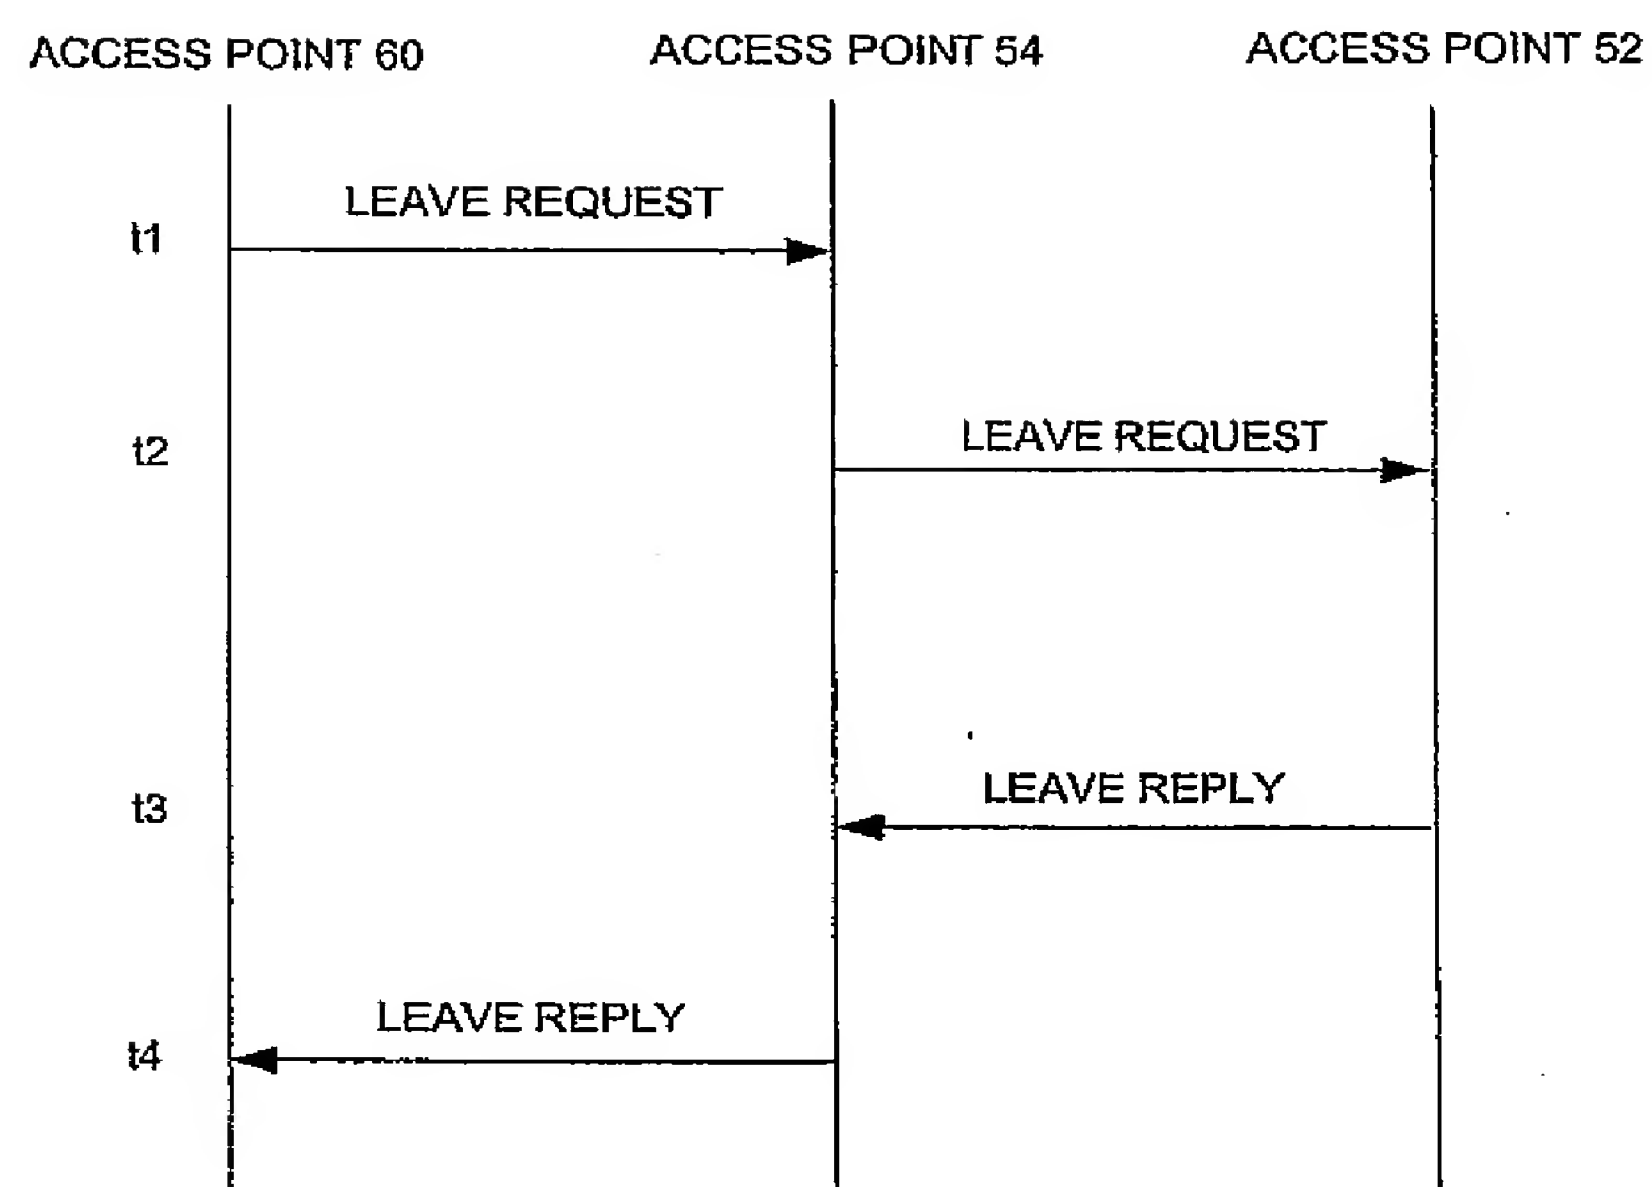 ACCESS POINT 60
ACCESS POINT 54
ACCESS POINT 52
LEAVE REQUEST
t1
LEAVE REQUEST
t2
LEAVE REPLY
t3
LEAVE REPLY
t4